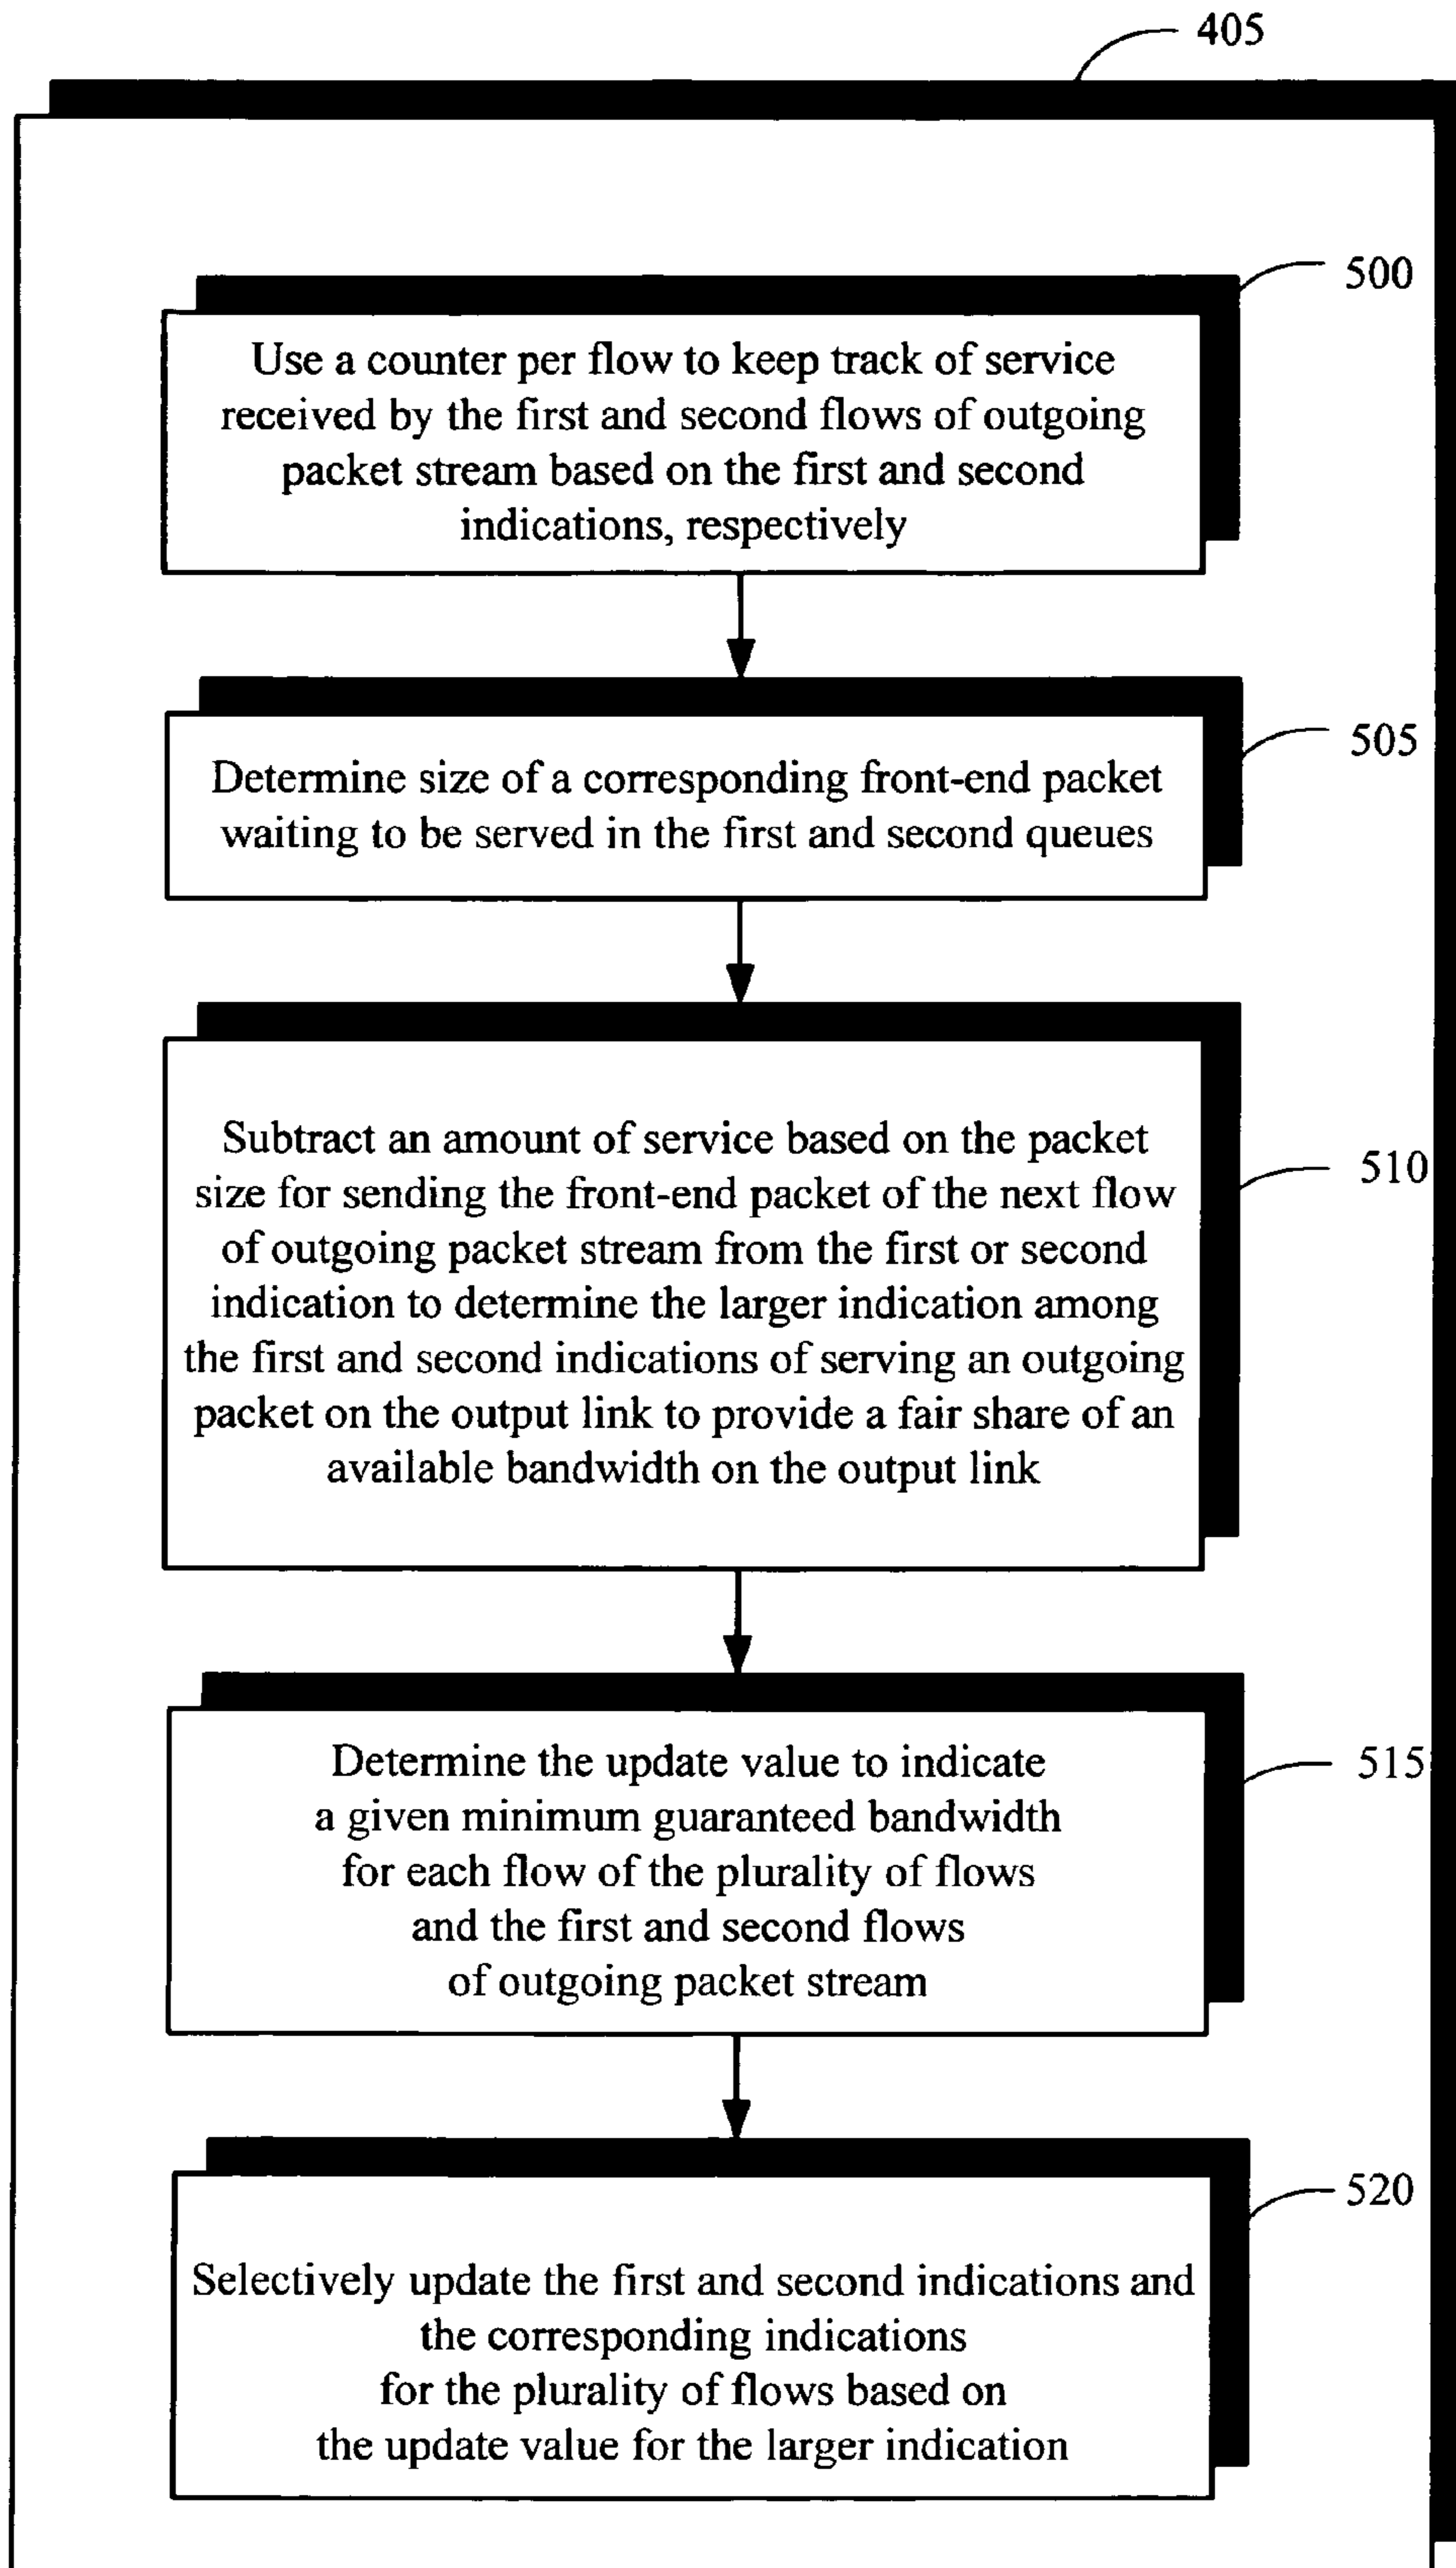 405
500
Use a counter per flow to keep track of service
received by the first and second flows of outgoing
packet stream based on the first and second
indications, respectively
505
Determine size of a corresponding front-end packet
waiting to be served in the first and second queues
510
Subtract an amount of service based on the packet
size for sending the front-end packet of the next flow
of outgoing packet stream from the first or second
indication to determine the larger indication among
the first and second indications of serving an outgoing
packet on the output link to provide a fair share of an
available bandwidth on the output link
515
Determine the update value to indicate
a given minimum guaranteed bandwidth
for each flow of the plurality of flows
and the first and second flows
of outgoing packet stream
520
Selectively update the first and second indications and
the corresponding indications
for the plurality of flows based on
the update value for the larger indication